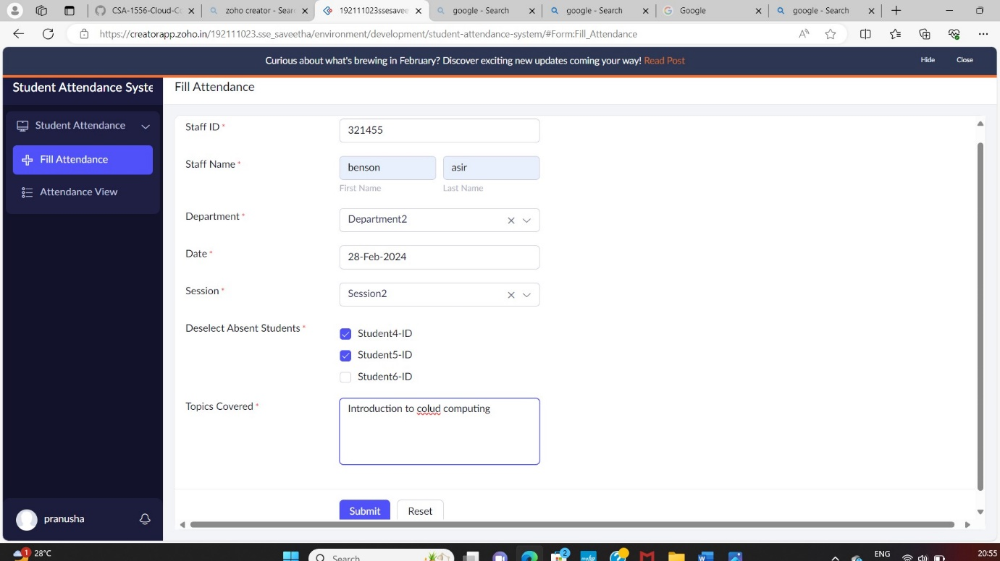 CSA-1556-Cloud-C
zoho creator - Sear
192111023ssesavee
google - Search
google - Search
Google
google - Search
https://creatorapp.zoho.in/192111023.sse_saveetha/environment/development/student-attendance-system/#Form:Fill_Attendance
Curious about what's brewing in February? Discover exciting new updates coming your way! Read Post
Hide
Close
Student Attendance Syste
Fill Attendance
Student Attendance
Fill Attendance
Attendance View
Staff ID *
321455
Staff Name *
benson
asir
First Name
Last Name
Department *
Department2
Date *
28-Feb-2024
Session *
Session2
Deselect Absent Students *
Student4-ID
Student5-ID
Student6-ID
Topics Covered *
Introduction to colud computing
Submit
Reset
pranusha
1
28°C
Search
2
ENG
20:55